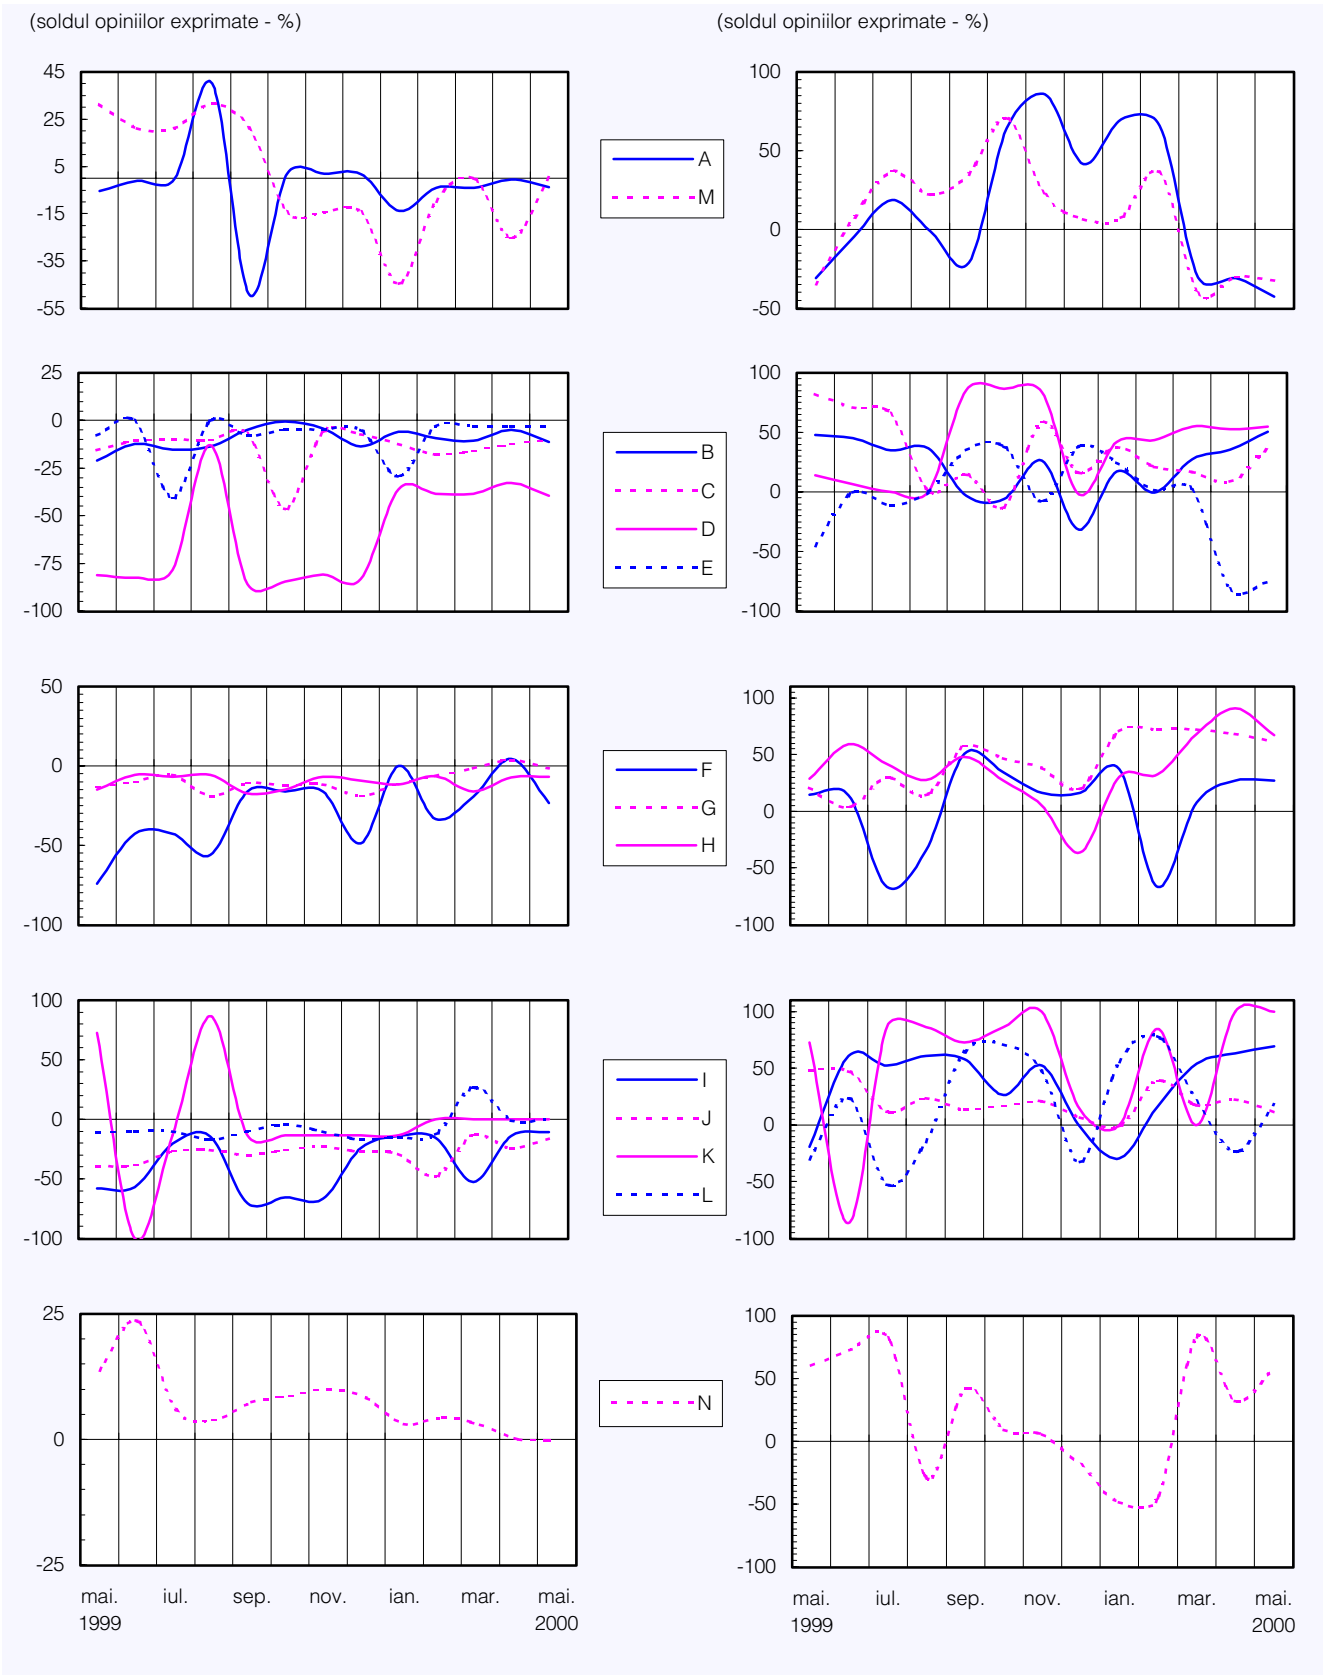 (soldul opiniilor exprimate - %)
(soldul opiniilor exprimate - %)
45
25
5
-15
-35
-55
A
M
100
50
0
-50
25
0
-25
-50
-75
-100
B
C
D
E
100
50
0
-50
-100
50
0
-50
-100
F
G
H
100
50
0
-50
-100
100
50
0
-50
-100
I
J
K
L
100
50
0
-50
-100
25
0
-25
N
100
50
0
-50
-100
mai. iul. sep. nov. ian. mar. mai.
1999 2000
mai. iul. sep. nov. ian. mar. mai.
1999 2000